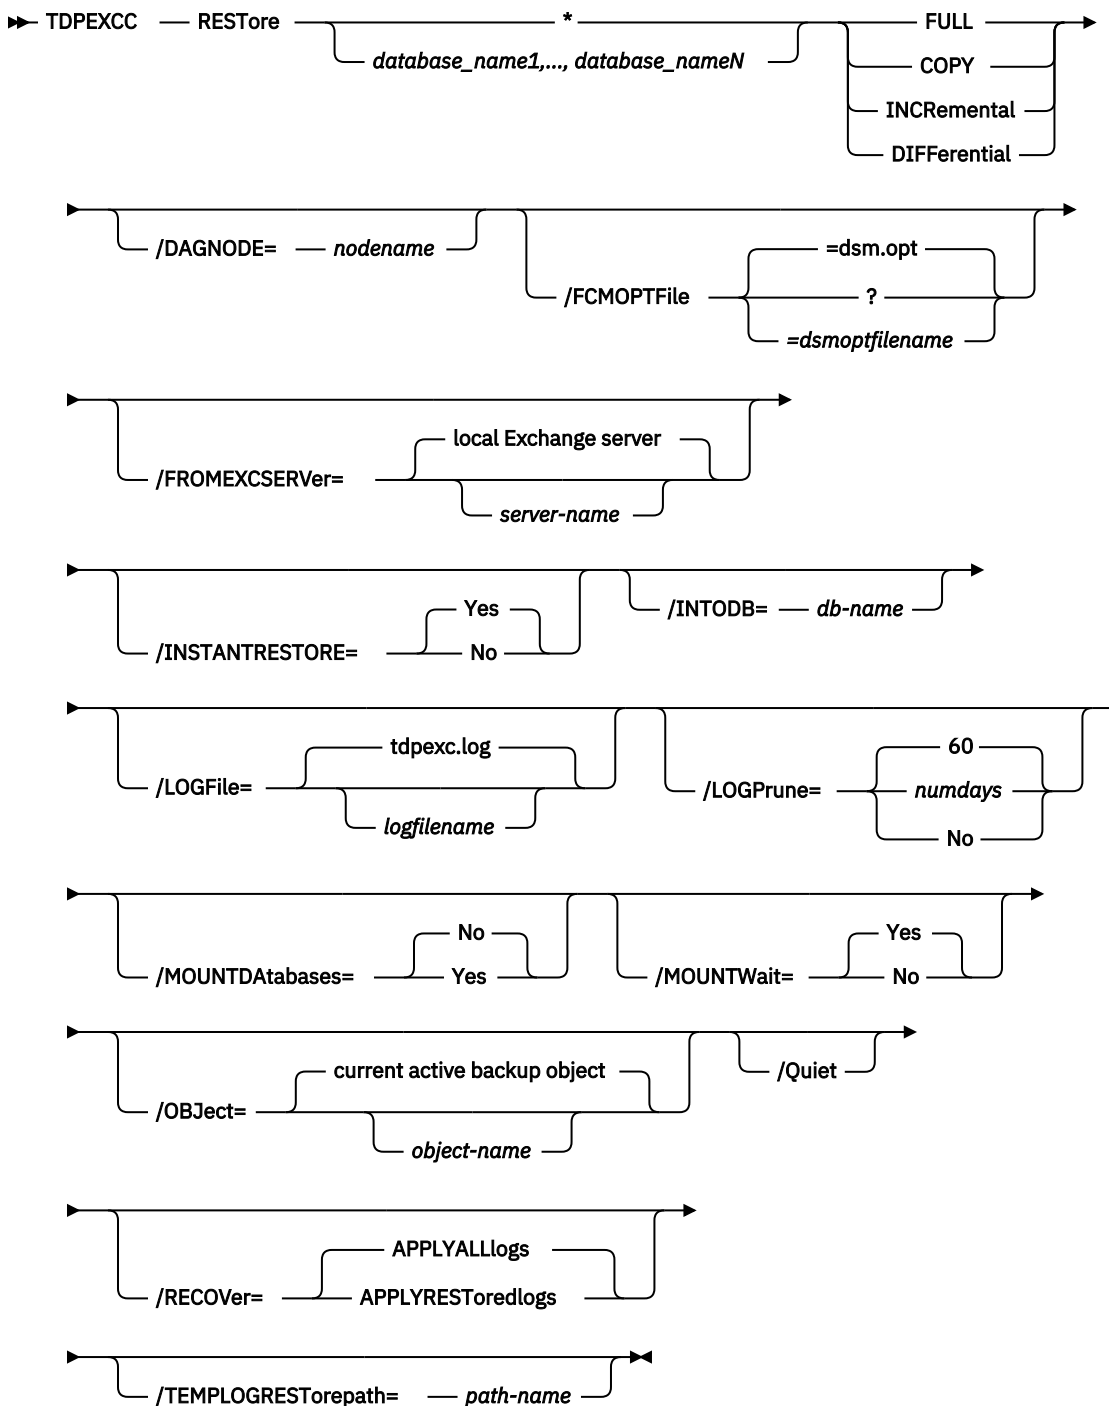 TDPEXCC RESTore * FULL
database_name1,..., database_nameN
COPY
INCRemental
DIFFerential
/DAGNODE= nodename
/FCMOPTFile =dsm.opt
?
=dsmoptfilename
/FROMEXCSERVer= local Exchange server
server-name
/INSTANTRESTORE= Yes
No
/INTODB= db-name
/LOGFile= tdpexc.log
logfilename
/LOGPrune= 60
numdays
No
/MOUNTDAtabases= No
Yes
/MOUNTWait= Yes
No
/OBJect= current active backup object
object-name
/Quiet
/RECOVer= APPLYALLlogs
APPLYRESToredlogs
/TEMPLOGRESTorepath= path-name